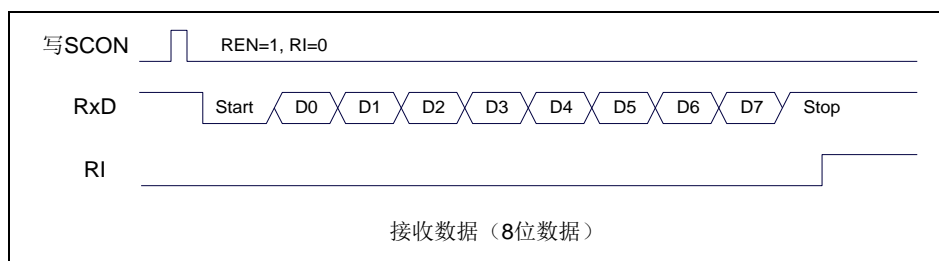 写SCON REN=1, RI=0
RxD Start D0 D1 D2 D3 D4 D5 D6 D7 Stop
RI
接收数据（8位数据）